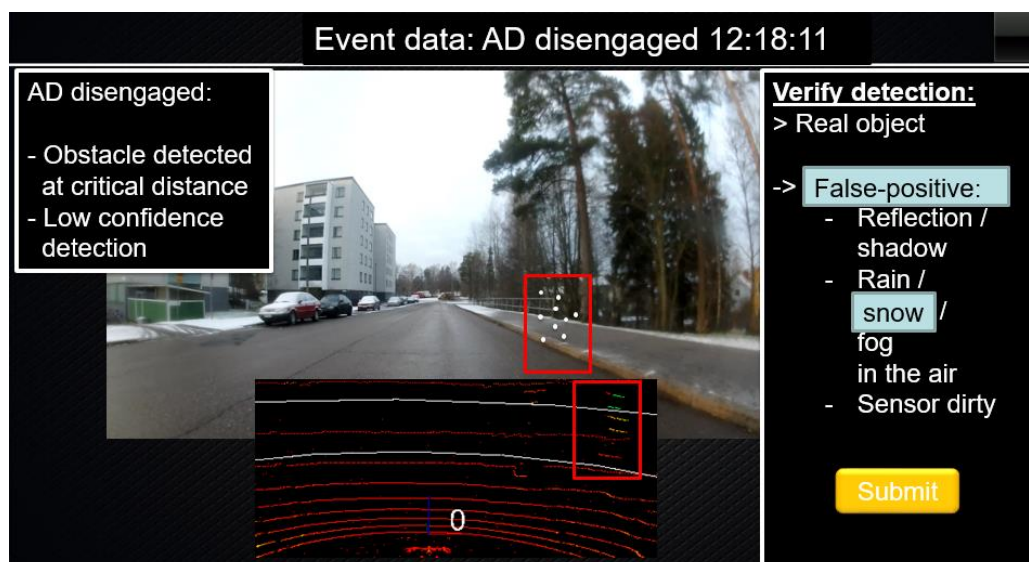 Event data: AD disengaged 12:18:11
AD disengaged:
- Obstacle detected
at critical distance
- Low confidence
detection
0
Verify detection:
> Real object
-> False-positive:
- Reflection /
shadow
- Rain /
snow /
fog
in the air
- Sensor dirty
Submit